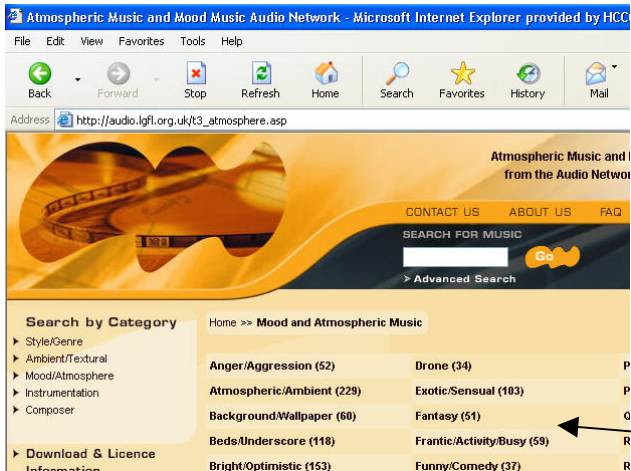 Atmospheric Music and Mood Music Audio Network - Microsoft Internet Explorer provided by HCC
File Edit View Favorites Tools Help
Back Forward Stop Refresh Home Search Favorites History Mail
Address http://audio.lgfl.org.uk/t3_atmosphere.asp
Atmospheric Music and
from the Audio Networ
CONTACT US ABOUT US FAQ
SEARCH FOR MUSIC
Go
> Advanced Search
Search by Category
Style/Genre
Ambient/Textural
Mood/Atmosphere
Instrumentation
Composer
Download & Licence
Information
Home >> Mood and Atmospheric Music
Anger/Aggression (52) Drone (34) P
Atmospheric/Ambient (229) Exotic/Sensual (103) P
Background/Wallpaper (60) Fantasy (51) Q
Beds/Underscore (118) Frantic/Activity/Busy (59) R
Bright/Optimistic (153) Funny/Comedy (37) R